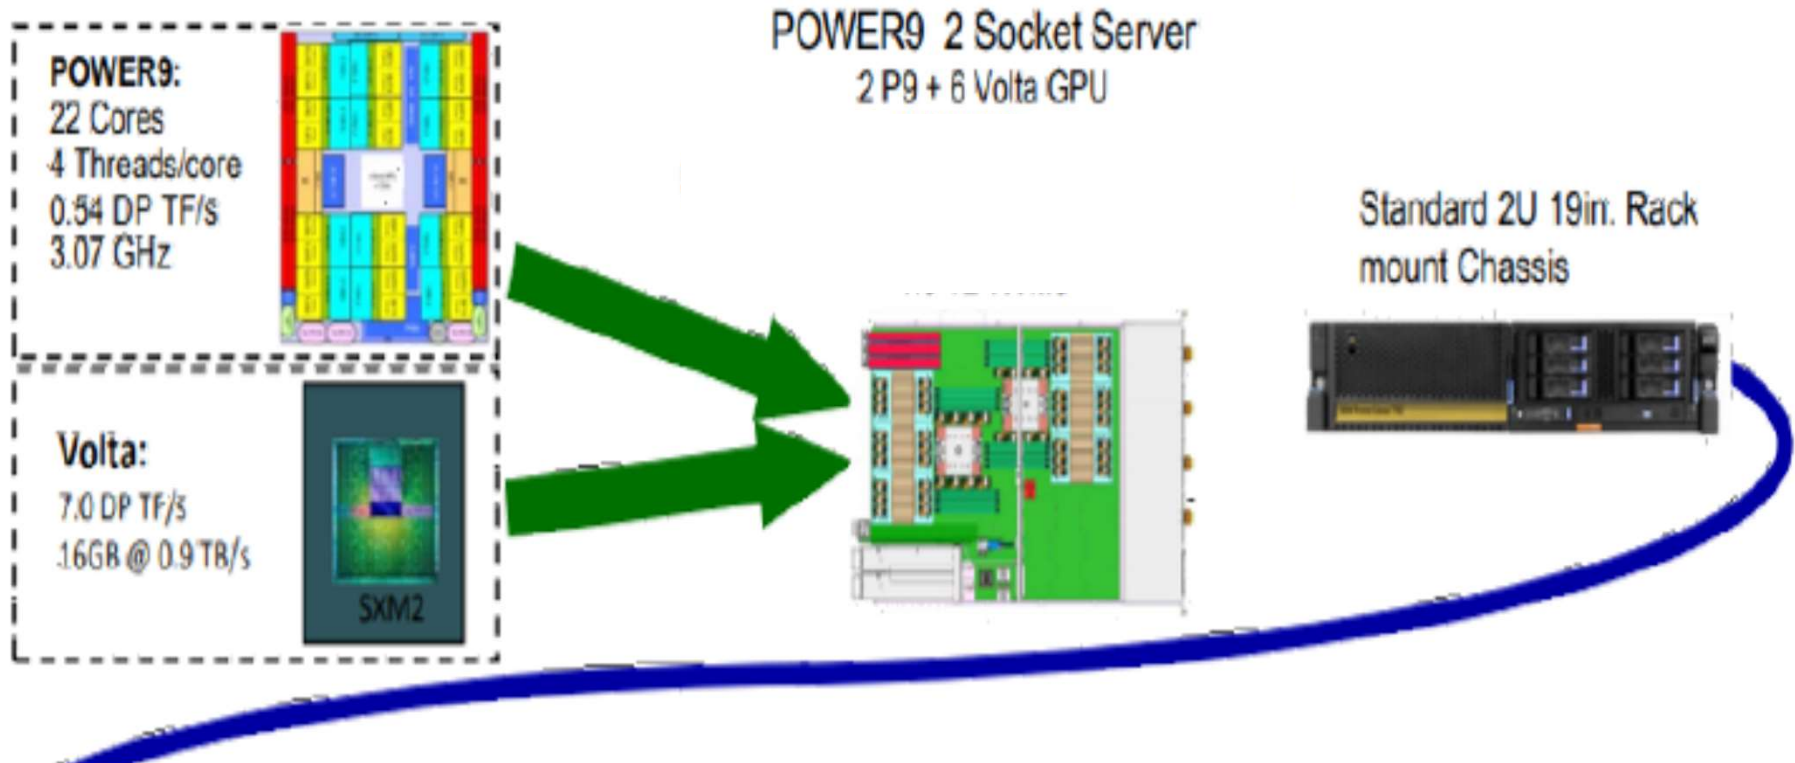 POWER9 2 Socket Server
2 P9 + 6 Volta GPU
POWER9:
22 Cores
4 Threads/core
0.54 DP TF/s
3.07 GHz
Standard 2U 19in. Rack
mount Chassis
Volta:
7.0 DP TF/s
16GB @ 0.9 TB/s
SXM2